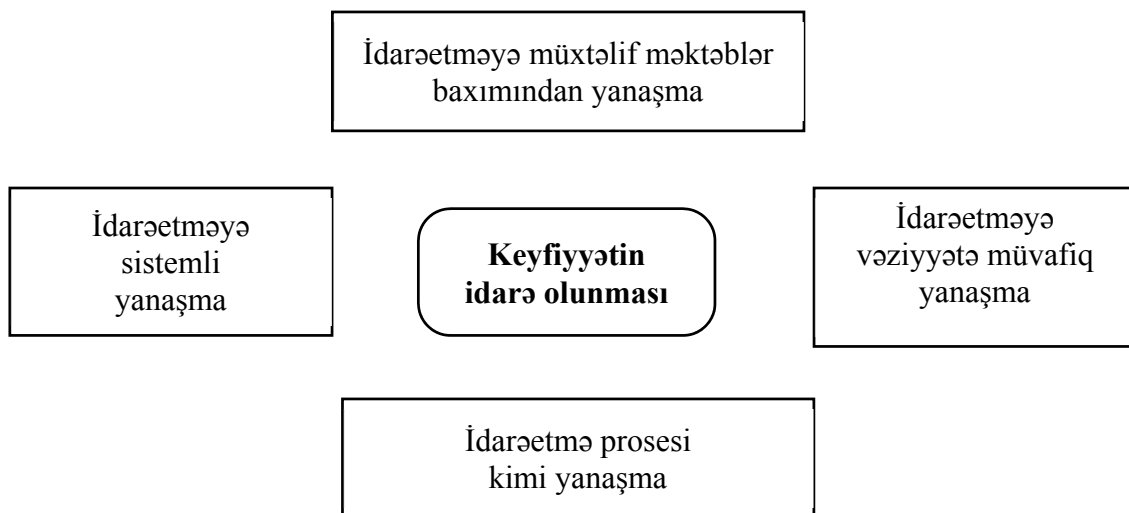 İdarəetməyə müxtəlif məktəblər
baxımından yanaşma
İdarəetməyə
sistemli
yanaşma
Keyfiyyətin
idarə olunması
İdarəetməyə
vəziyyətə müvafiq
yanaşma
İdarəetmə prosesi
kimi yanaşma